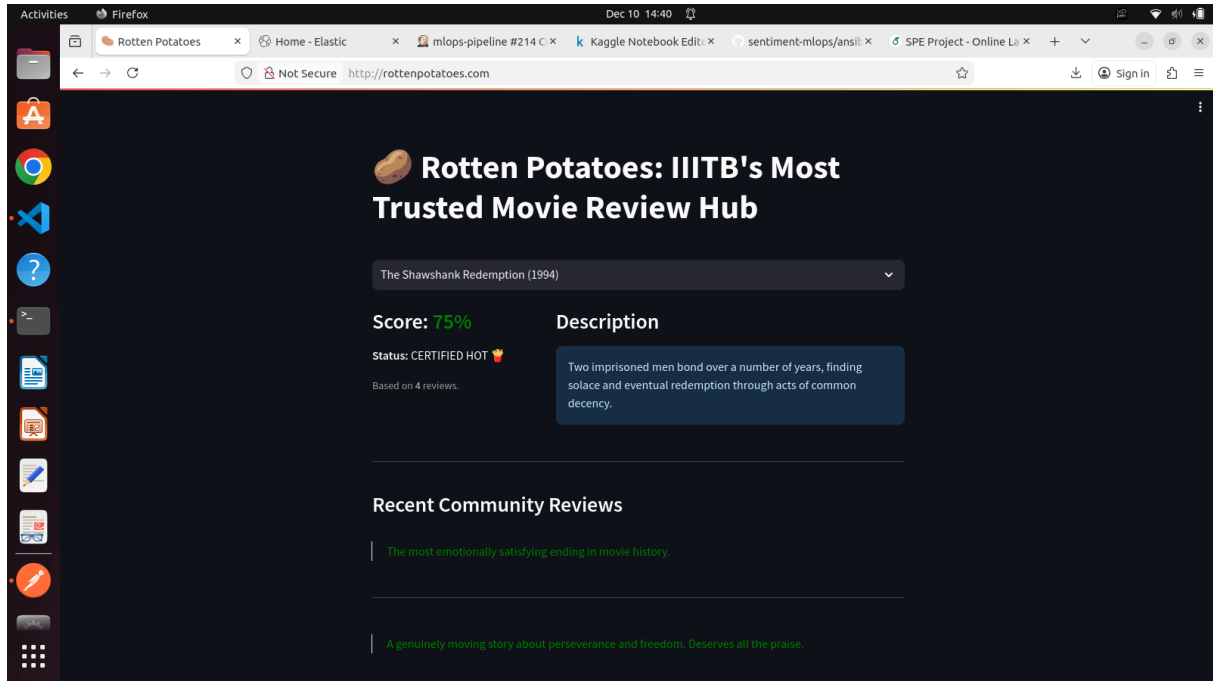 Activities
Firefox
Dec 10 14:40
Rotten Potatoes
Home - Elastic
mlops-pipeline #214
Kaggle Notebook Edit
sentiment-mlops/ansib
SPE Project - Online La
Not Secure
http://rottenpotatoes.com
Sign in
Rotten Potatoes: IIITB's Most
Trusted Movie Review Hub
The Shawshank Redemption (1994)
Score: 75%
Status: CERTIFIED HOT
Based on 4 reviews.
Description
Two imprisoned men bond over a number of years, finding
solace and eventual redemption through acts of common
decency.
Recent Community Reviews
The most emotionally satisfying ending in movie history.
A genuinely moving story about perseverance and freedom. Deserves all the praise.